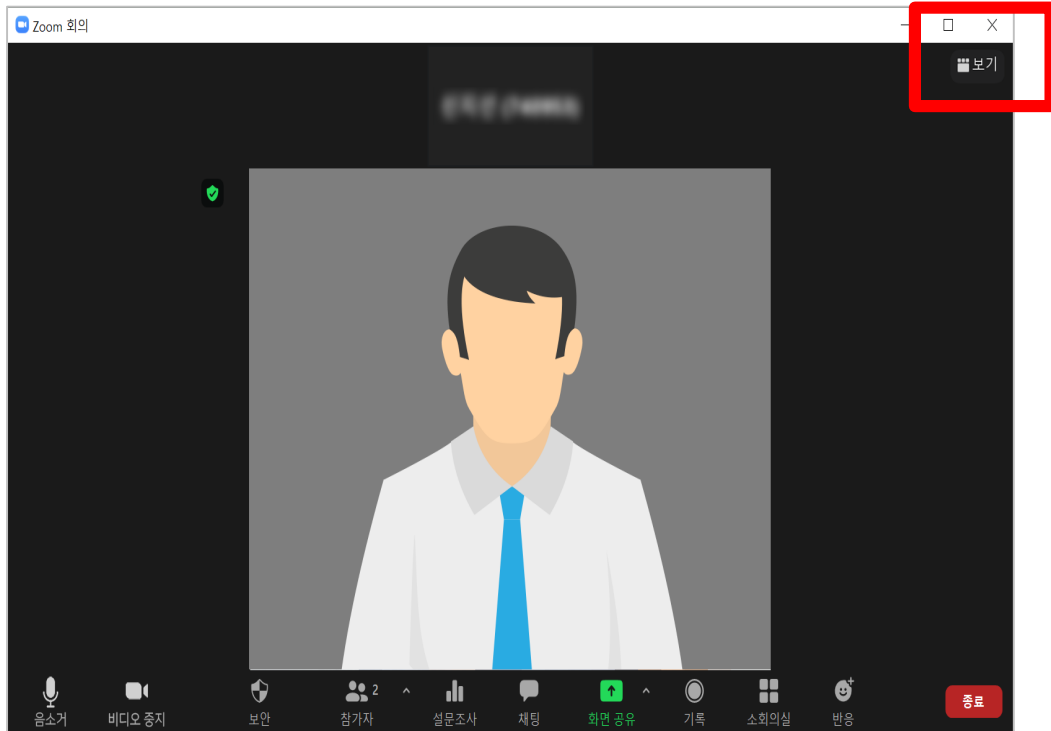 Zoom 회의
보기
음소거
비디오 중지
보안
참가자
2
설문조사
채팅
화면 공유
기록
소회의실
반응
종료